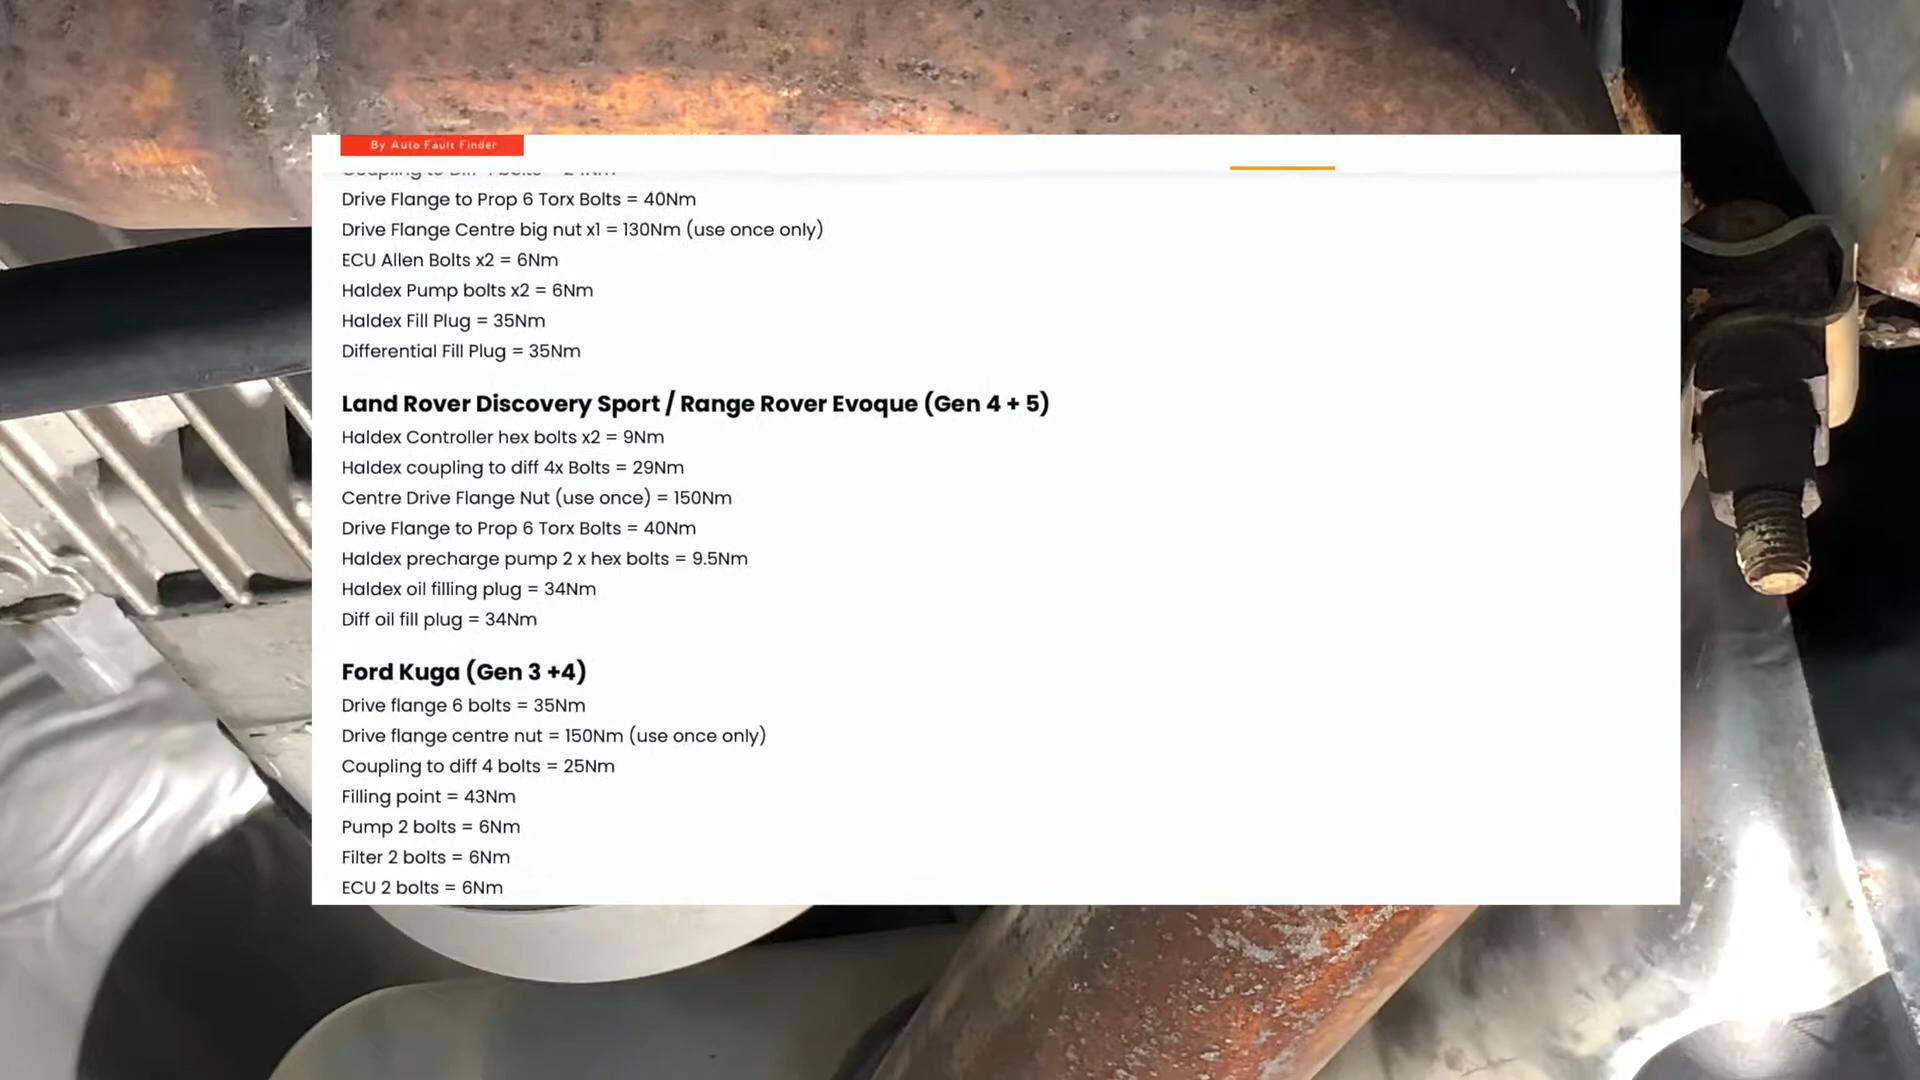 By Auto Fault Finder
Drive Flange to Prop 6 Torx Bolts = 40Nm
Drive Flange Centre big nut x1 = 130Nm (use once only)
ECU Allen Bolts x2 = 6Nm
Haldex Pump bolts x2 = 6Nm
Haldex Fill Plug = 35Nm
Differential Fill Plug = 35Nm
Land Rover Discovery Sport / Range Rover Evoque (Gen 4 + 5)
Haldex Controller hex bolts x2 = 9Nm
Haldex coupling to diff 4x Bolts = 29Nm
Centre Drive Flange Nut (use once) = 150Nm
Drive Flange to Prop 6 Torx Bolts = 40Nm
Haldex precharge pump 2 x hex bolts = 9.5Nm
Haldex oil filling plug = 34Nm
Diff oil fill plug = 34Nm
Ford Kuga (Gen 3 +4)
Drive flange 6 bolts = 35Nm
Drive flange centre nut = 150Nm (use once only)
Coupling to diff 4 bolts = 25Nm
Filling point = 43Nm
Pump 2 bolts = 6Nm
Filter 2 bolts = 6Nm
ECU 2 bolts = 6Nm